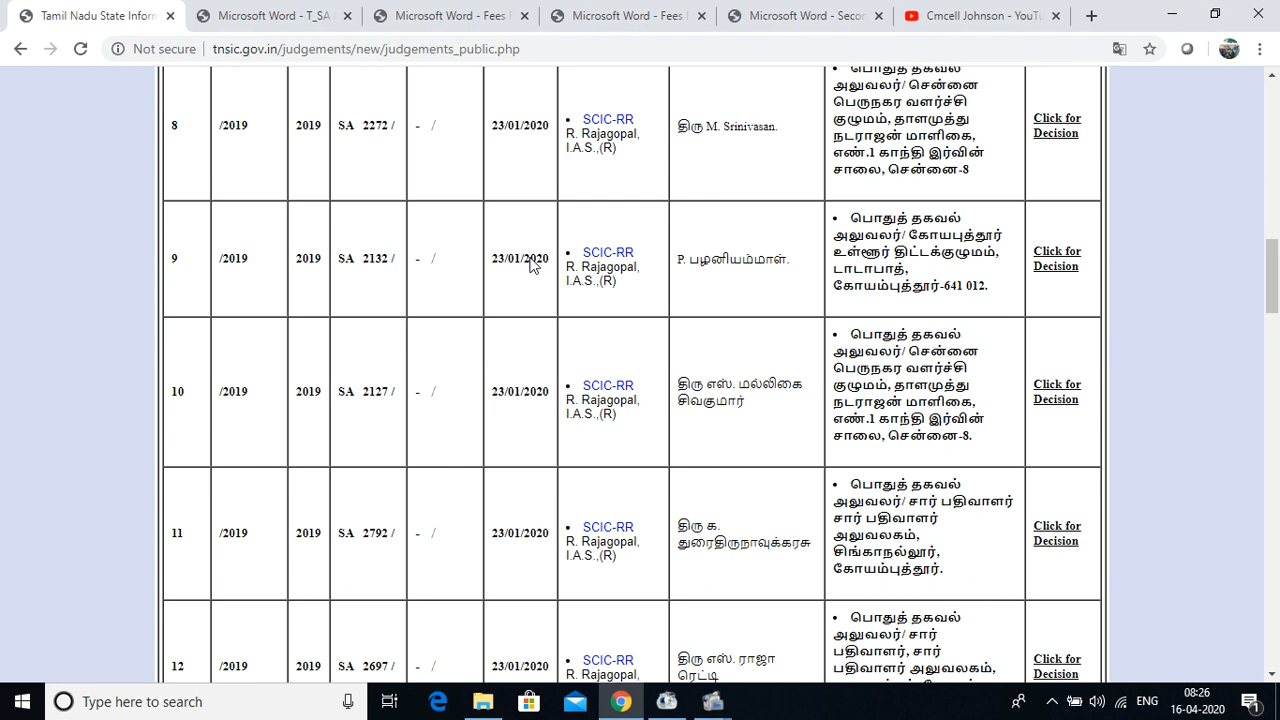 Tamil Nadu State Inform
Microsoft Word - T_SA
Microsoft Word - Fees F
Microsoft Word - Fees F
Microsoft Word - Secor
Cmcell Johnson - YouTu
Not secure
tnsic.gov.in/judgements/new/judgements_public.php
8
/2019
2019
SA 2272 /
- /
23/01/2020
SCIC-RR
R. Rajagopal,
I.A.S.,(R)
திரு M. Srinivasan.
பொதுத் தகவல்
அலுவலர்/ சென்னை
பெருநகர வளர்ச்சி
குழுமம், தாளமுத்து
நடராஜன் மாளிகை,
எண்.1 காந்தி இர்வின்
சாலை, சென்னை-8
Click for
Decision
9
/2019
2019
SA 2132 /
- /
23/01/2020
SCIC-RR
R. Rajagopal,
I.A.S.,(R)
P. பழனியம்மாள்.
பொதுத் தகவல்
அலுவலர்/ கோயபுத்தூர்
உள்ளூர் திட்டக்குழுமம்,
டாடாபாத்,
கோயம்புத்தூர்-641 012.
Click for
Decision
10
/2019
2019
SA 2127 /
- /
23/01/2020
SCIC-RR
R. Rajagopal,
I.A.S.,(R)
திரு எஸ். மல்லிகை
சிவகுமார்
பொதுத் தகவல்
அலுவலர்/ சென்னை
பெருநகர வளர்ச்சி
குழுமம், தாளமுத்து
நடராஜன் மாளிகை,
எண்.1 காந்தி இர்வின்
சாலை, சென்னை-8.
Click for
Decision
11
/2019
2019
SA 2792 /
- /
23/01/2020
SCIC-RR
R. Rajagopal,
I.A.S.,(R)
திரு க.
துரைதிருநாவுக்கரசு
பொதுத் தகவல்
அலுவலர்/ சார் பதிவாளர்
சார் பதிவாளர்
அலுவலகம்,
சிங்காநல்லூர்,
கோயம்புத்தூர்.
Click for
Decision
12
/2019
2019
SA 2697 /
- /
23/01/2020
SCIC-RR
R. Rajagopal,
திரு எஸ். ராஜா
ரெட்டி
பொதுத் தகவல்
அலுவலர்/ சார்
பதிவாளர், சார்
பதிவாளர் அலுவலகம்,
Click for
Decision
Type here to search
ENG
08:26
16-04-2020
1